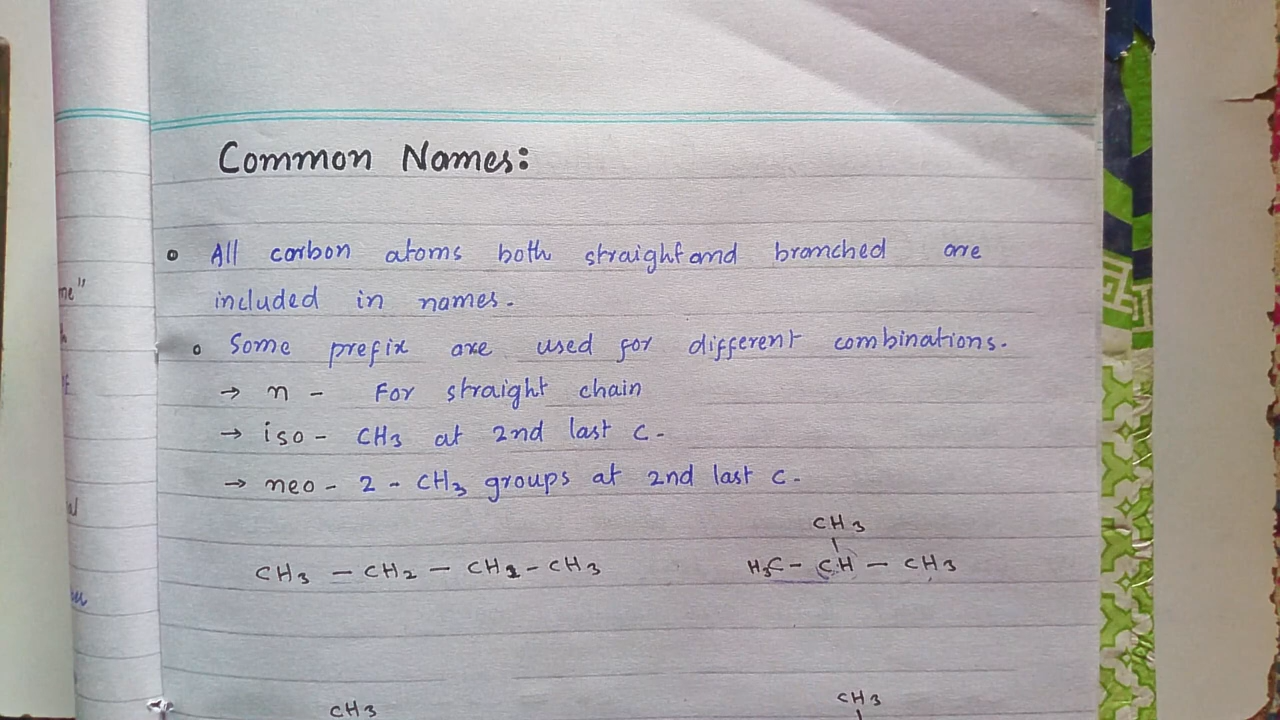 Common Names:
All carbon atoms both straight and branched are
included in names.
Some prefix are used for different combinations.
→ n - For straight chain
→ iso - CH3 at 2nd last C.
→ neo - 2 - CH3 groups at 2nd last C.
CH3
CH3 - CH2 - CH2 - CH3
H3C - CH - CH3
CH3
CH3